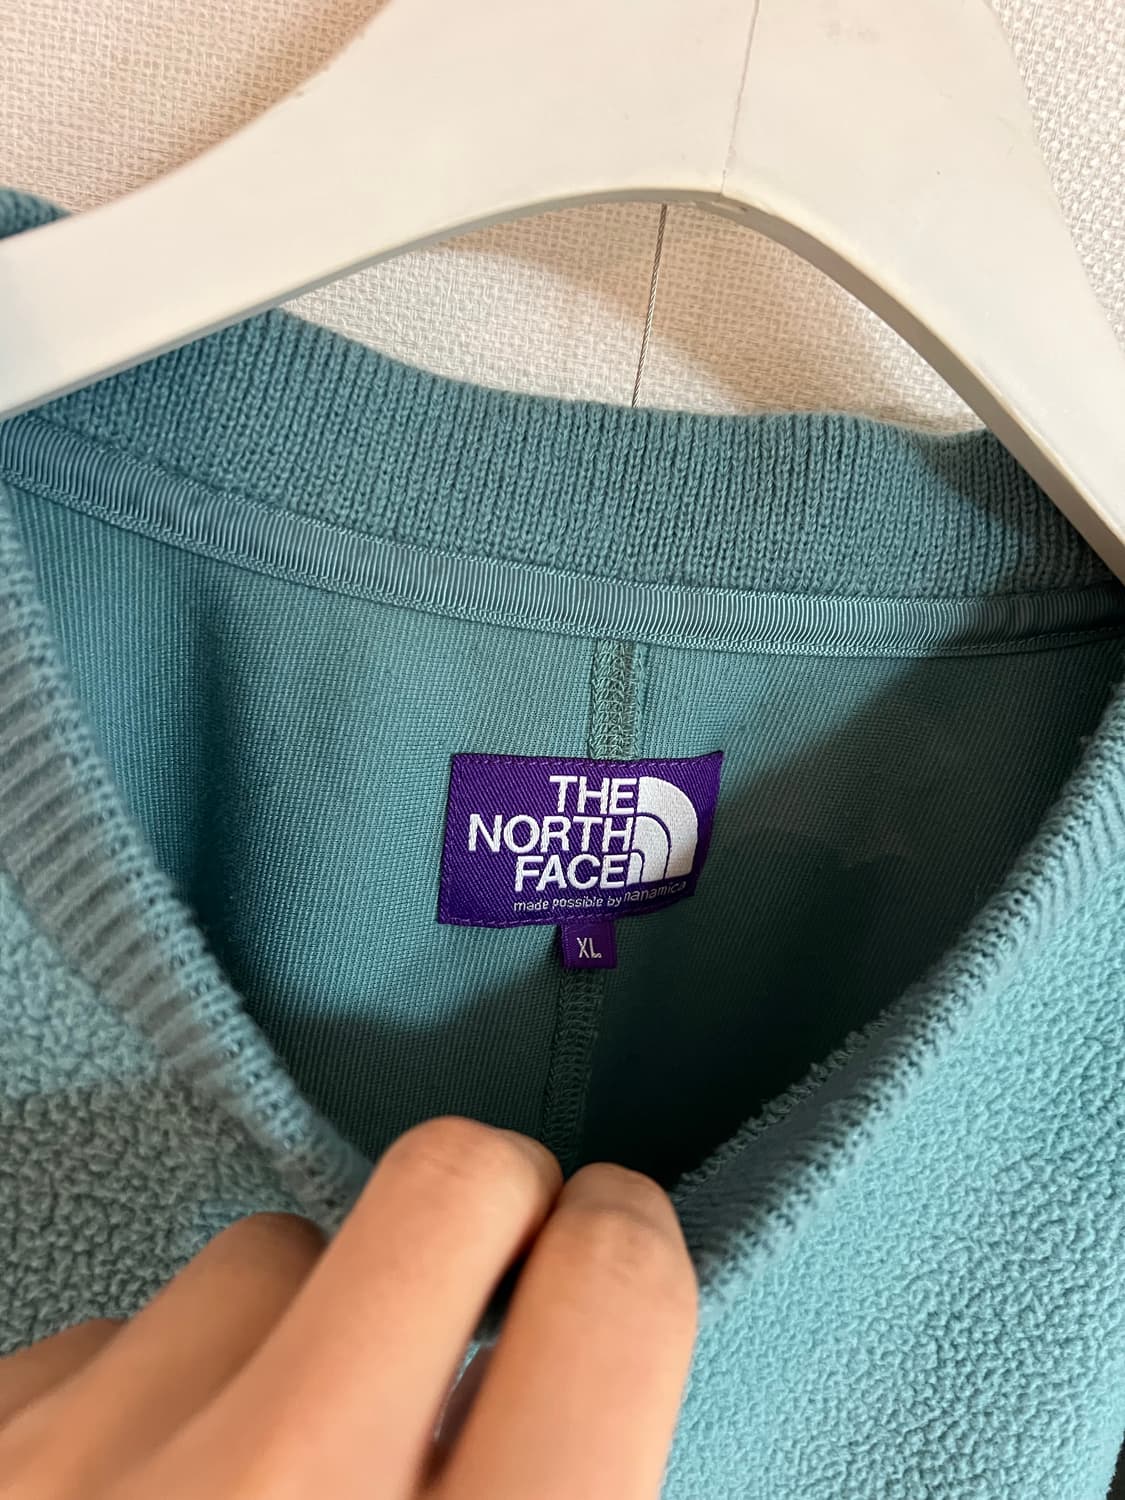 THE
NORTH
FACE
made possible by nanamica
XL